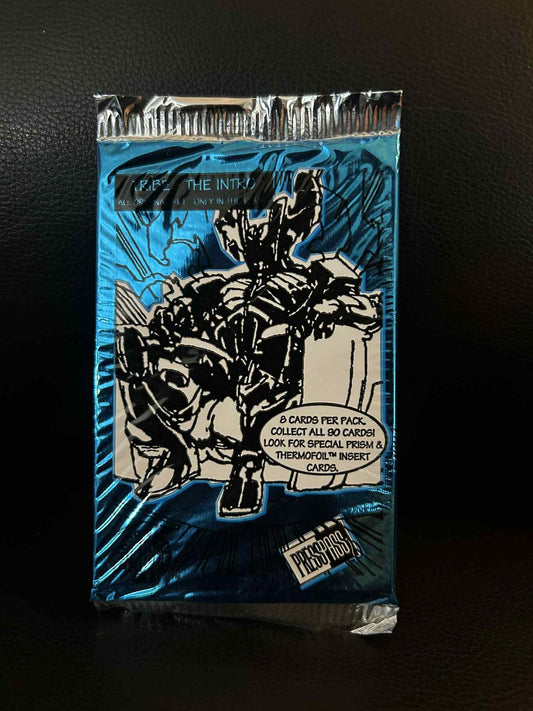 TRIBE THE INTRO
ALL ORIGINAL ONLY IN THE
8 CARDS PER PACK.
COLLECT ALL 90 CARDS!
LOOK FOR SPECIAL PRISM &
THERMOFOIL™ INSERT
CARDS.
PRESS PASS